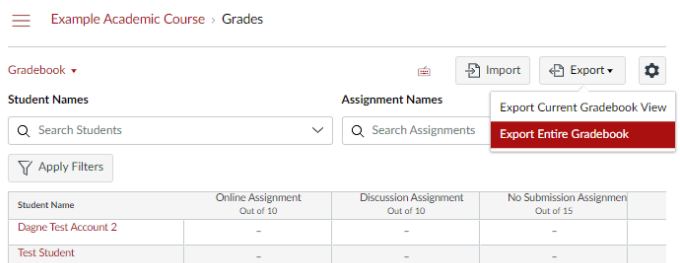 Example Academic Course › Grades
Gradebook
Import
Export
Student Names
Assignment Names
Export Current Gradebook View
Search Students
Search Assignments
Export Entire Gradebook
Apply Filters
Student Name
Online Assignment
Out of 10
Discussion Assignment
Out of 10
No Submission Assignmen
Out of 15
Dagne Test Account 2
–
–
–
Test Student
–
–
–